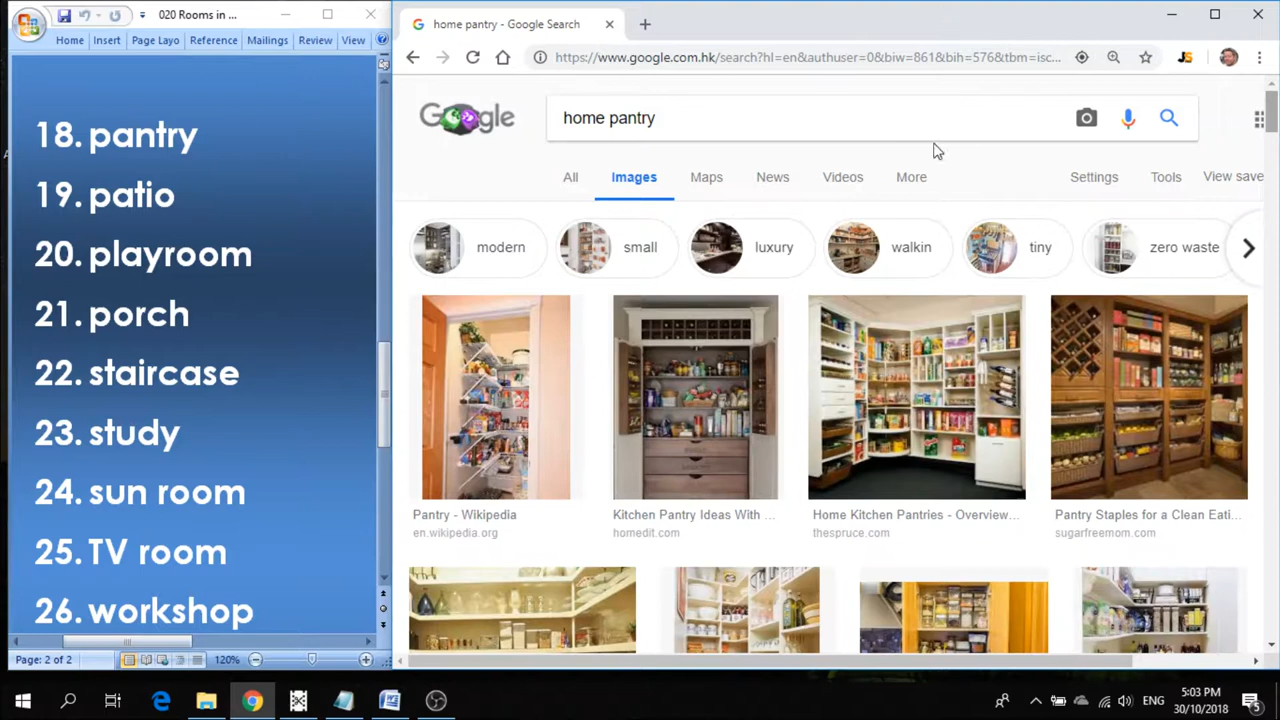 020 Rooms in ...
Home Insert Page Layo Reference Mailings Review View
18. pantry
19. patio
20. playroom
21. porch
22. staircase
23. study
24. sun room
25. TV room
26. workshop
Page: 2 of 2 120%
home pantry - Google Search
https://www.google.com.hk/search?hl=en&authuser=0&biw=861&bih=576&tbm=isc...
JS
Google
home pantry
All Images Maps News Videos More Settings Tools View save
modern small luxury walkin tiny zero waste
Pantry - Wikipedia
en.wikipedia.org
Kitchen Pantry Ideas With ...
homedit.com
Home Kitchen Pantries - Overview...
thespruce.com
Pantry Staples for a Clean Eati...
sugarfreemom.com
ENG
5:03 PM
30/10/2018
5